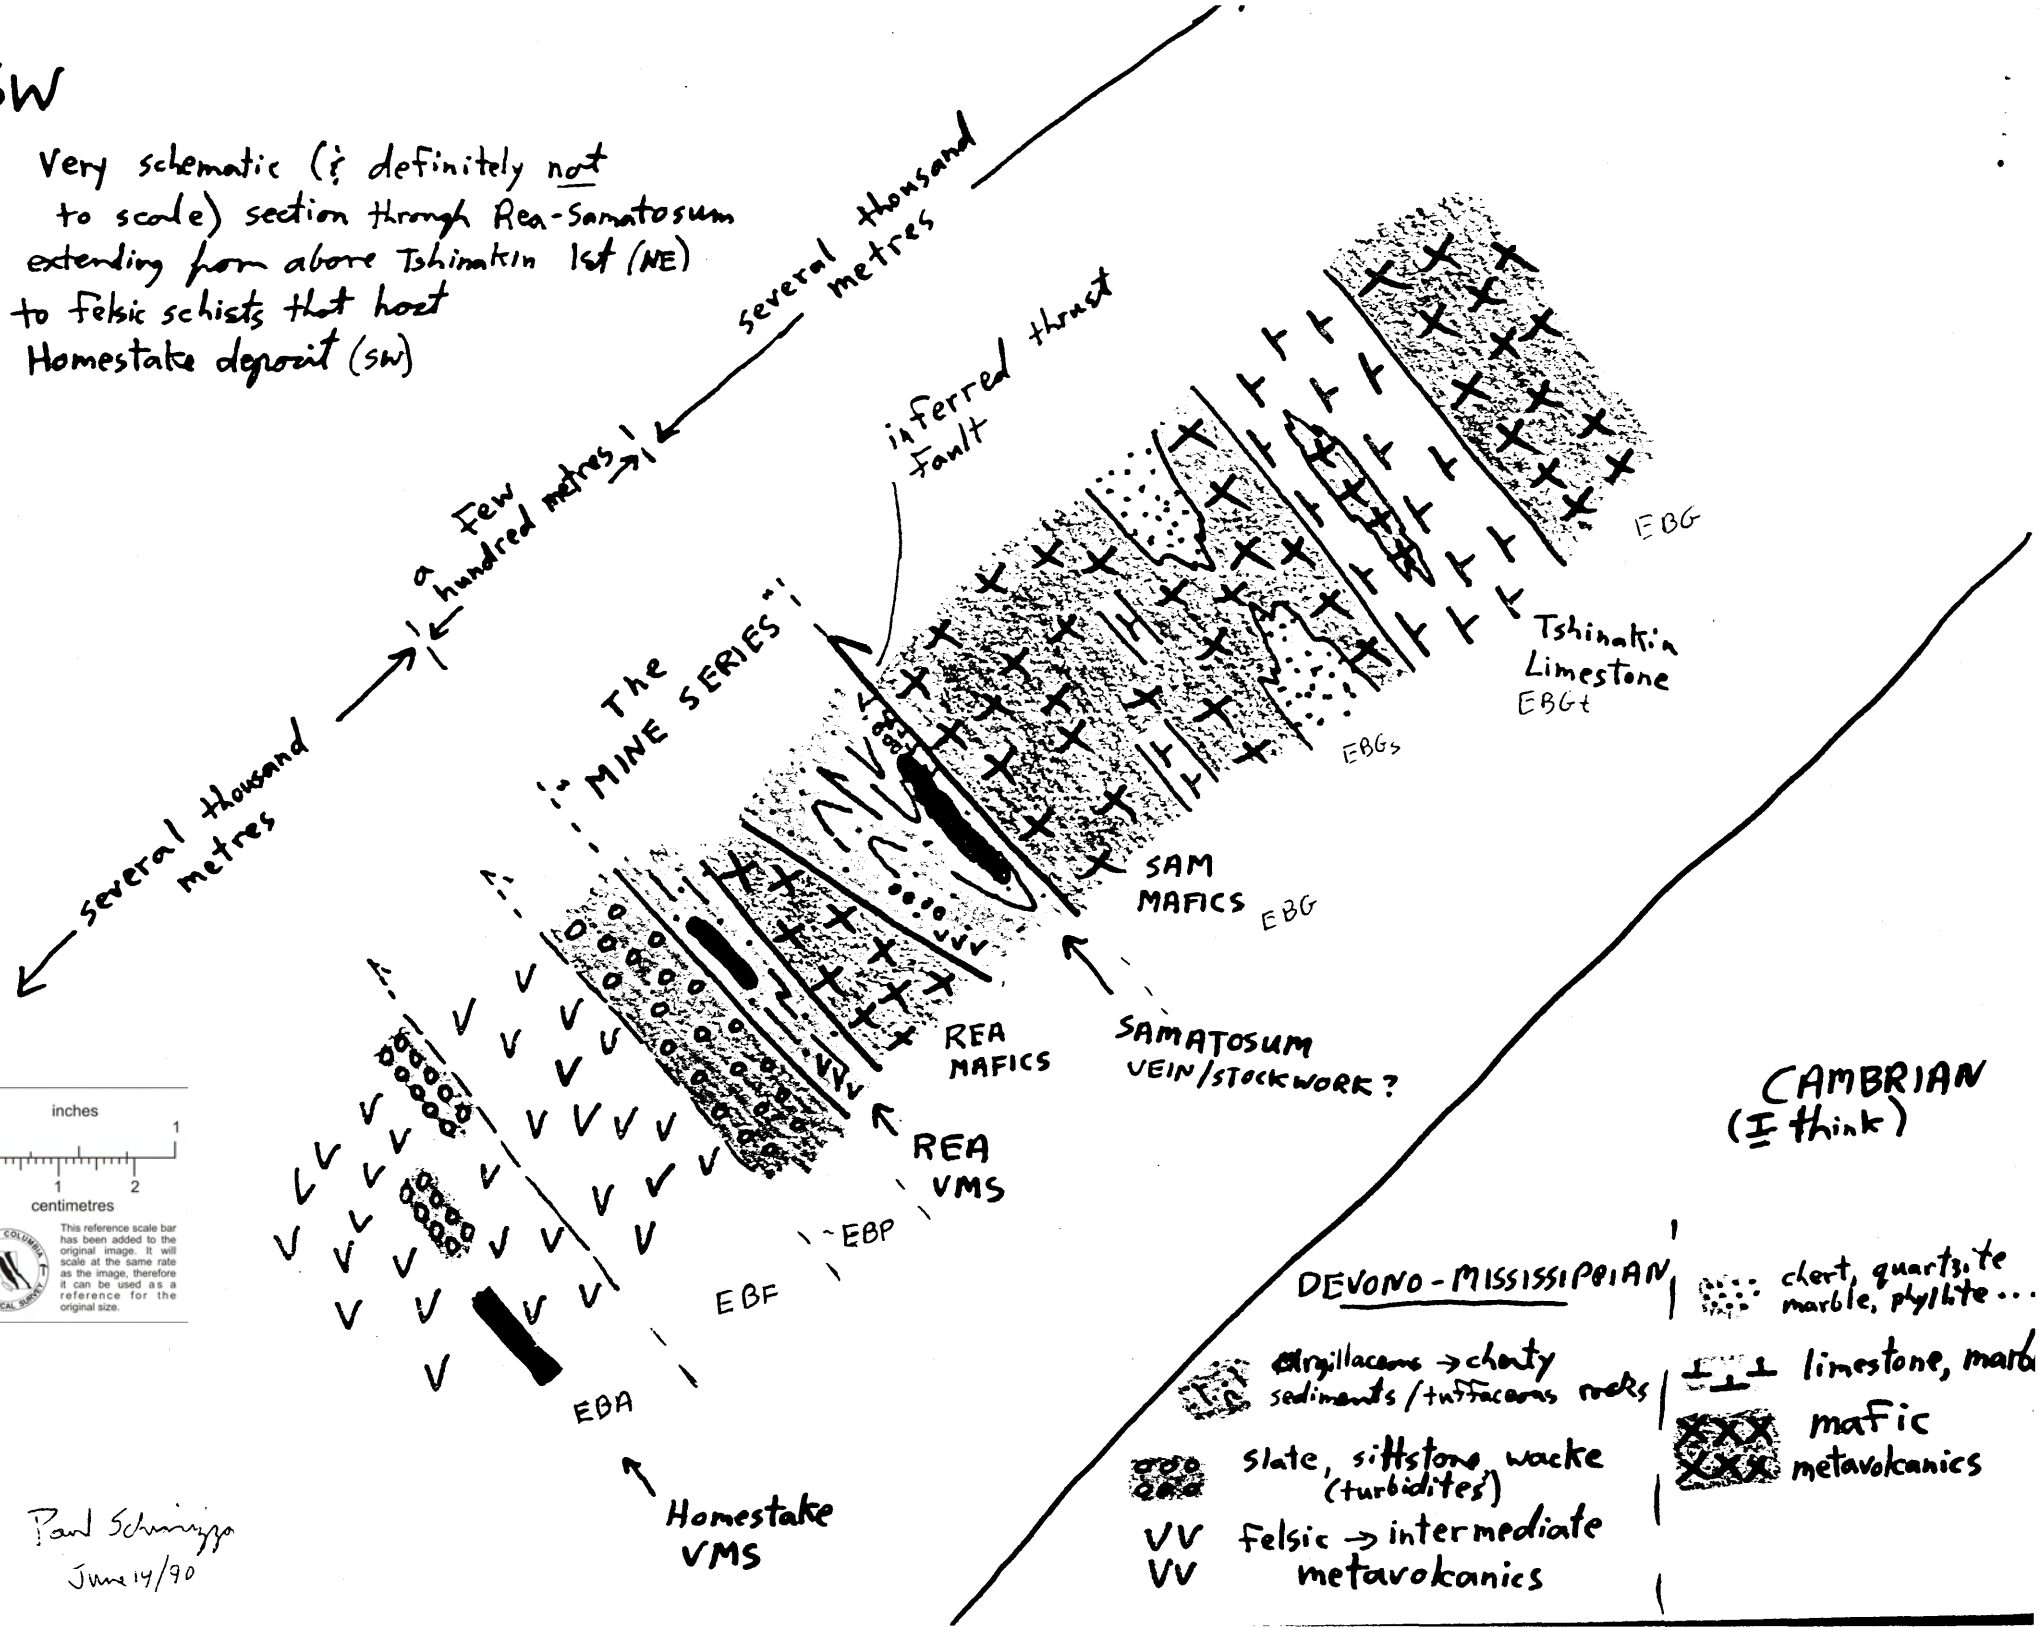 SW
Very schematic (& definitely not
to scale) section through Rea-Samatosum
extending from above Tshinakin lst (NE)
to felsic schists that host
Homestake deposit (SW)
several thousand
metres
inferred thrust
fault
a few
hundred metres
several thousand
metres
"The
MINE SERIES"
EBG
Tshinakin
Limestone
EBGt
EBGs
SAM
MAFICS
EBG
SAMATOSUM
VEIN/STOCKWORK?
REA
MAFICS
REA
VMS
EBP
EBF
EBA
Homestake
VMS
inches
1
1 2
centimetres
This reference scale bar
has been added to the
original image. It will
scale at the same rate
as the image, therefore
it can be used as a
reference for the
original size.
COLUMBIA
CAL SURVEY
Paul Schiarizza
June 14/90
CAMBRIAN
(I think)
DEVONO-MISSISSIPPIAN
argillaceous → cherty
sediments/tuffaceous rocks
slate, siltstone, wacke
(turbidites)
VV felsic → intermediate
VV metavolcanics
chert, quartzite
marble, phyllite...
limestone, marb
mafic
metavolcanics